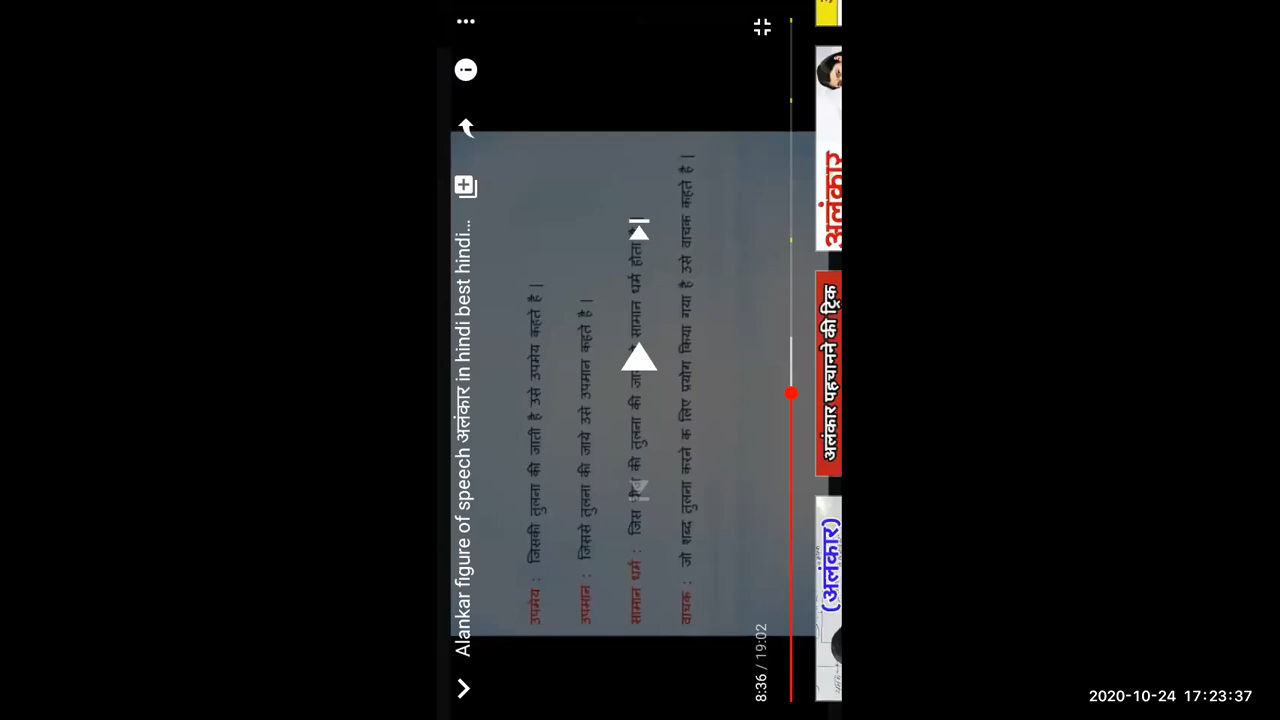 Alankar figure of speech अलंकार in hindi best hindi...
उपमेय : जिसकी तुलना की जाती है उसे उपमेय कहते है |
उपमान : जिससे तुलना की जाये उसे उपमान कहते है |
सामान धर्म : जिस की तुलना की सामान धर्म होता
वाचक : जो शब्द तुलना करने क लिए प्रयोग किया गया है उसे वाचक कहते है |
8:36 / 19:02
(अलंकार)
अलंकार पहचानने की ट्रिक
अलंकार
2020-10-24 17:23:37